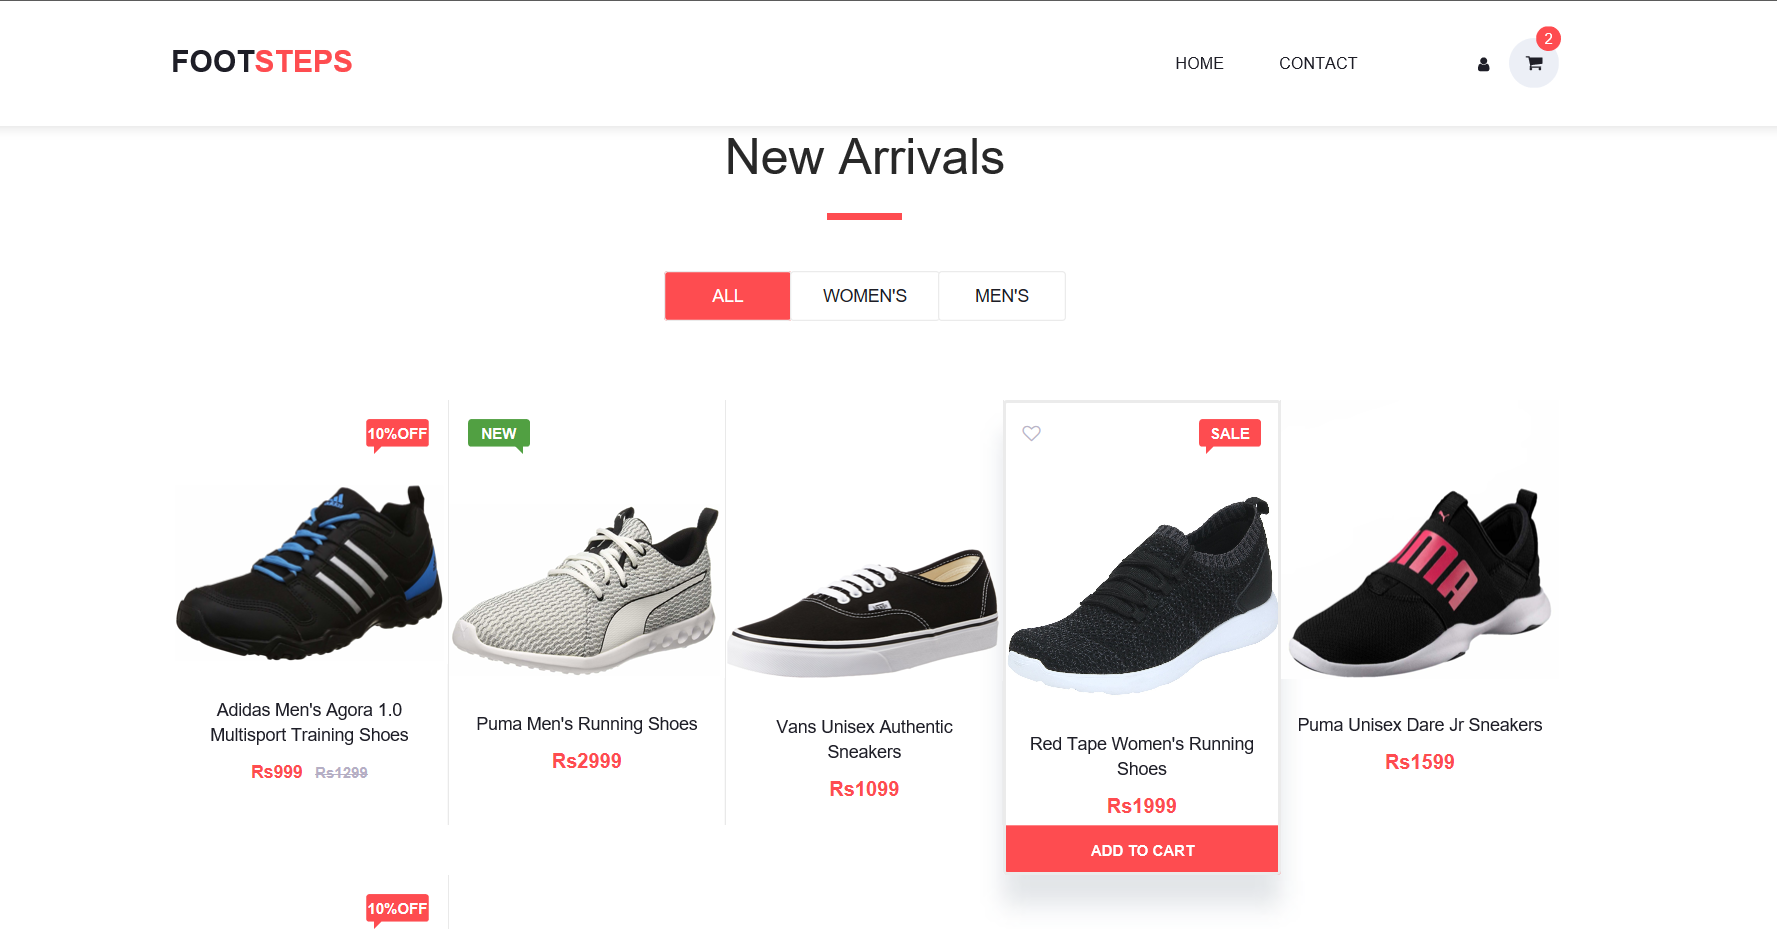 FOOTSTEPS
HOME
CONTACT
2
New Arrivals
ALL
WOMEN'S
MEN'S
10%OFF
Adidas Men's Agora 1.0
Multisport Training Shoes
Rs999 Rs1299
NEW
Puma Men's Running Shoes
Rs2999
Vans Unisex Authentic
Sneakers
Rs1099
SALE
Red Tape Women's Running
Shoes
Rs1999
ADD TO CART
Puma Unisex Dare Jr Sneakers
Rs1599
10%OFF